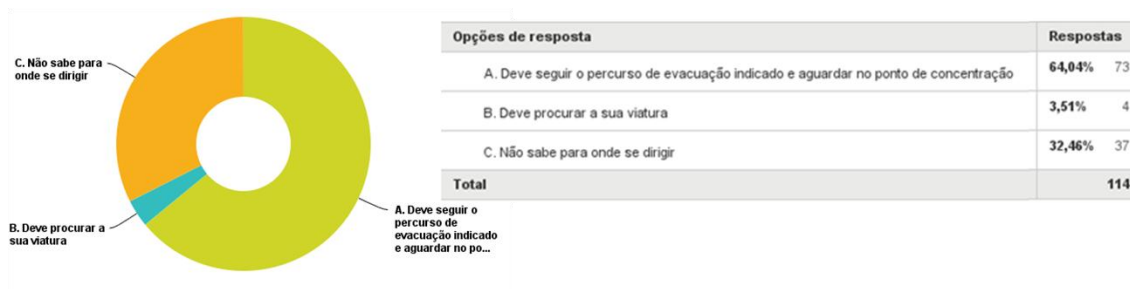 C. Não sabe para
onde se dirigir
B. Deve procurar a
sua viatura
A. Deve seguir o
percurso de
evacuação indicado
e aguardar no po...
Opções de resposta Respostas
A. Deve seguir o percurso de evacuação indicado e aguardar no ponto de concentração 64,04% 73
B. Deve procurar a sua viatura 3,51% 4
C. Não sabe para onde se dirigir 32,46% 37
Total 114